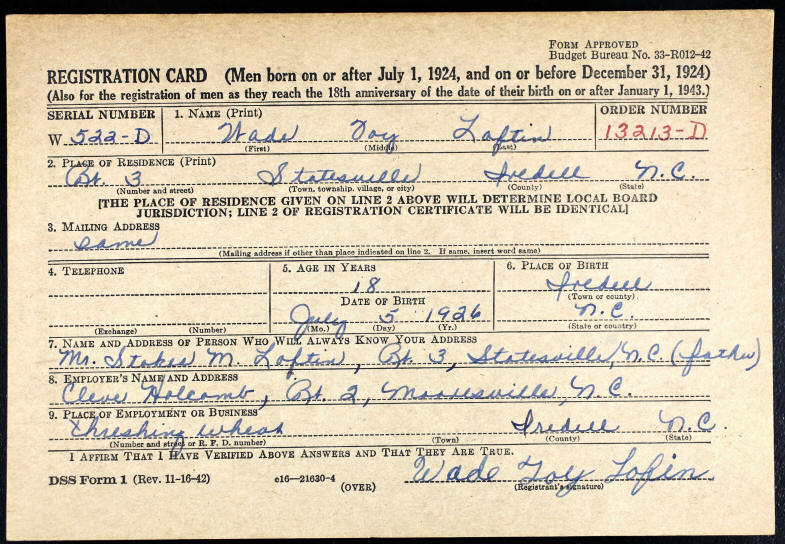 FORM APPROVED
Budget Bureau No. 33-R012-42
REGISTRATION CARD (Men born on or after July 1, 1924, and on or before December 31, 1924)
(Also for the registration of men as they reach the 18th anniversary of the date of their birth on or after January 1, 1943.)
SERIAL NUMBER 1. NAME (Print) ORDER NUMBER
W 522-D Wade Toy Loftin 13213-D
(First) (Middle) (Last)
2. PLACE OF RESIDENCE (Print)
Rt. 3 Statesville Iredell N.C.
(Number and street) (Town, township, village, or city) (County) (State)
[THE PLACE OF RESIDENCE GIVEN ON LINE 2 ABOVE WILL DETERMINE LOCAL BOARD
JURISDICTION; LINE 2 OF REGISTRATION CERTIFICATE WILL BE IDENTICAL]
3. MAILING ADDRESS
same
(Mailing address if other than place indicated on line 2. If same, insert word same)
4. TELEPHONE 5. AGE IN YEARS 6. PLACE OF BIRTH
18 Iredell
DATE OF BIRTH (Town or county)
July 5 1926 N.C.
(Exchange) (Number) (Mo.) (Day) (Yr.) (State or country)
7. NAME AND ADDRESS OF PERSON WHO WILL ALWAYS KNOW YOUR ADDRESS
Mr. Stokes M. Loftin, Rt. 3, Statesville, N.C. (father)
8. EMPLOYER'S NAME AND ADDRESS
Cleve Holcomb, Rt. 2, Mooresville, N.C.
9. PLACE OF EMPLOYMENT OR BUSINESS
threshing wheat Iredell N.C.
(Number and street or R. F. D. number) (Town) (County) (State)
I AFFIRM THAT I HAVE VERIFIED ABOVE ANSWERS AND THAT THEY ARE TRUE.
Wade Toy Lofin
DSS Form 1 (Rev. 11-16-42) c16—21630-4 (OVER) (Registrant's signature)